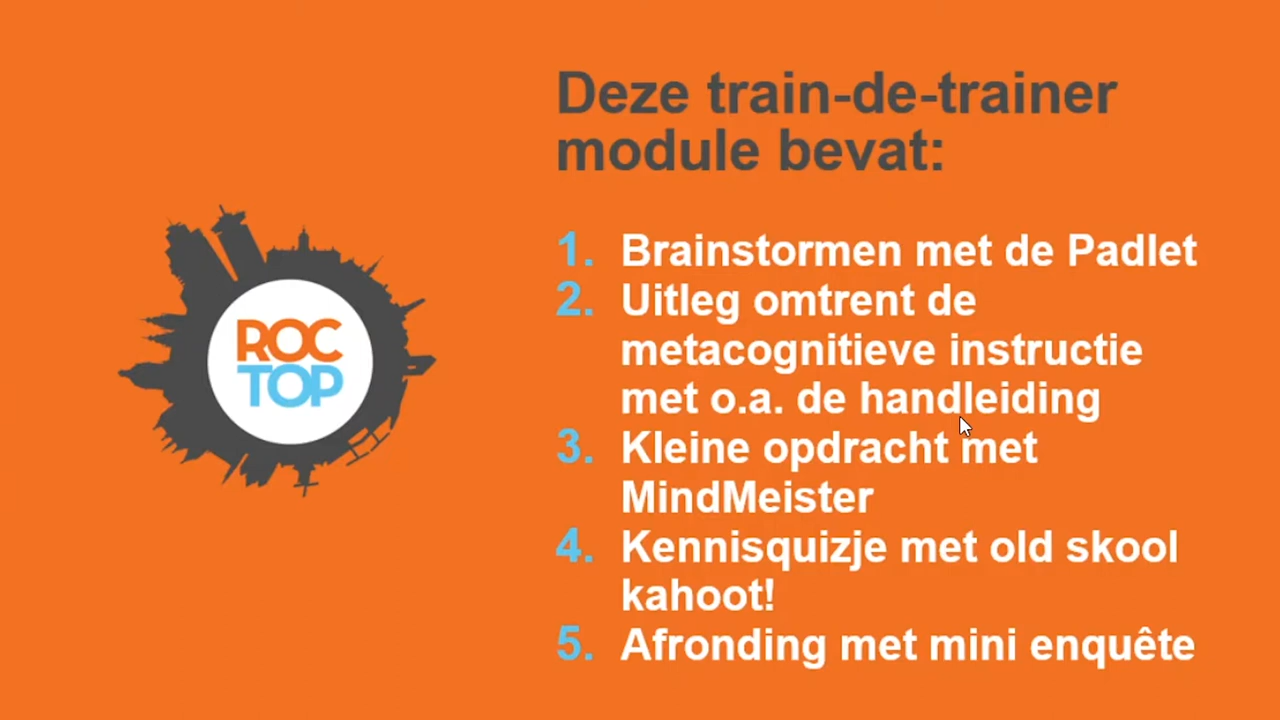 Deze train-de-trainer
module bevat:
ROC
TOP
1. Brainstormen met de Padlet
2. Uitleg omtrent de
metacognitieve instructie
met o.a. de handleiding
3. Kleine opdracht met
MindMeister
4. Kennisquizje met old skool
kahoot!
5. Afronding met mini enquête